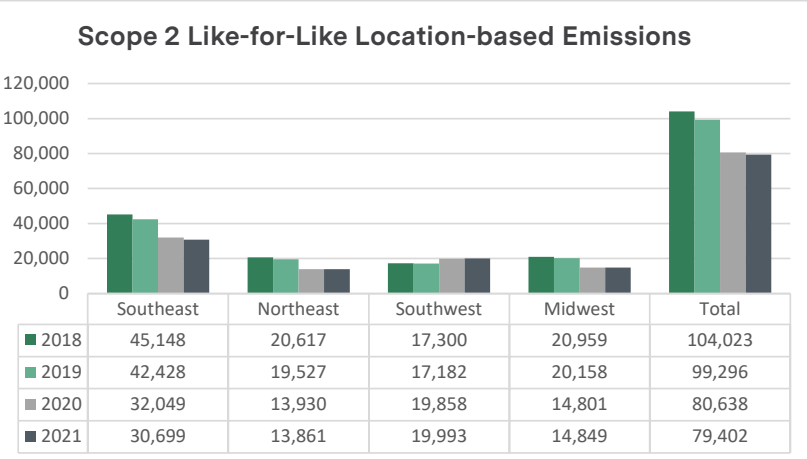 Scope 2 Like-for-Like Location-based Emissions
120,000
100,000
80,000
60,000
40,000
20,000
0
Southeast Northeast Southwest Midwest Total
2018 45,148 20,617 17,300 20,959 104,023
2019 42,428 19,527 17,182 20,158 99,296
2020 32,049 13,930 19,858 14,801 80,638
2021 30,699 13,861 19,993 14,849 79,402